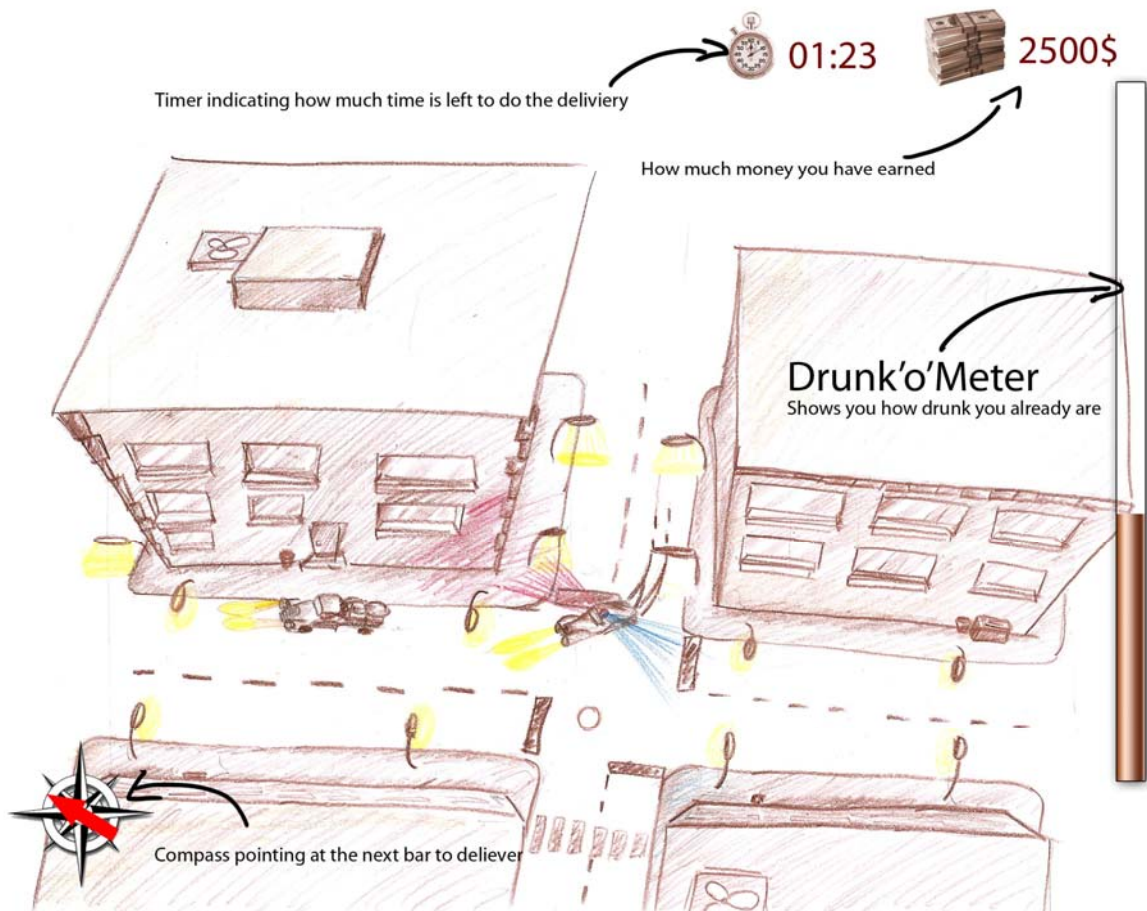 01:23
2500$
Timer indicating how much time is left to do the deliviery
How much money you have earned
Drunk'o'Meter
Shows you how drunk you already are
Compass pointing at the next bar to deliever